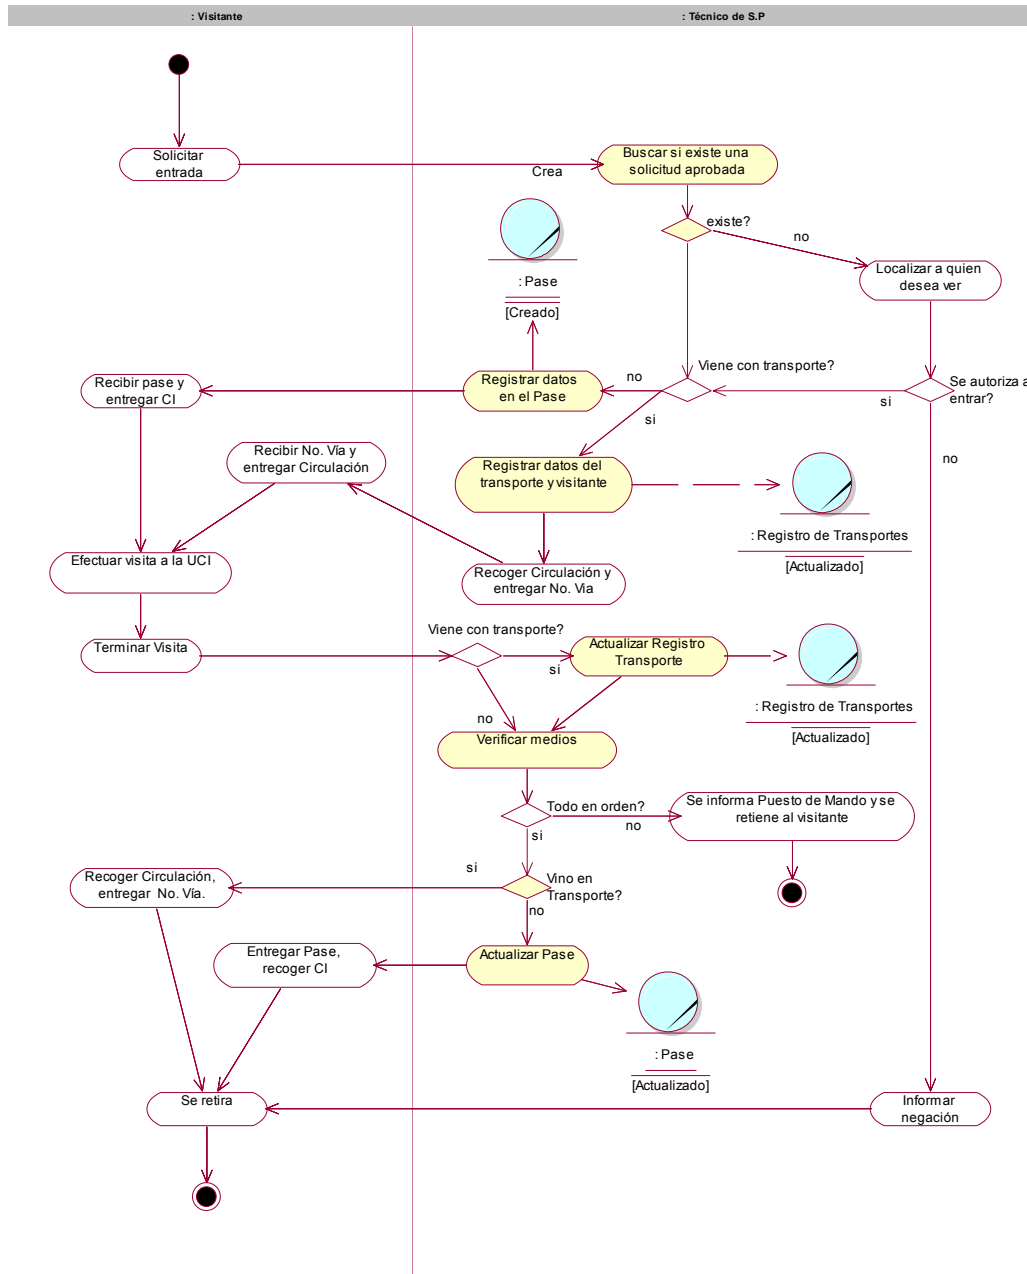 : Visitante
: Técnico de S.P
Solicitar
entrada
Crea
Buscar si existe una
solicitud aprobada
existe?
no
Localizar a quien
desea ver
: Pase
[Creado]
Viene con transporte?
Se autoriza a
entrar?
Recibir pase y
entregar CI
Registrar datos
en el Pase
no
si
si
no
Recibir No. Vía y
entregar Circulación
Registrar datos del
transporte y visitante
: Registro de Transportes
[Actualizado]
Efectuar visita a la UCI
Recoger Circulación y
entregar No. Via
Terminar Visita
Viene con transporte?
si
Actualizar Registro
Transporte
: Registro de Transportes
[Actualizado]
no
Verificar medios
Todo en orden?
no
si
Se informa Puesto de Mando y se
retiene al visitante
Recoger Circulación,
entregar No. Vía.
si
Vino en
Transporte?
no
Entregar Pase,
recoger CI
Actualizar Pase
: Pase
[Actualizado]
Se retira
Informar
negación